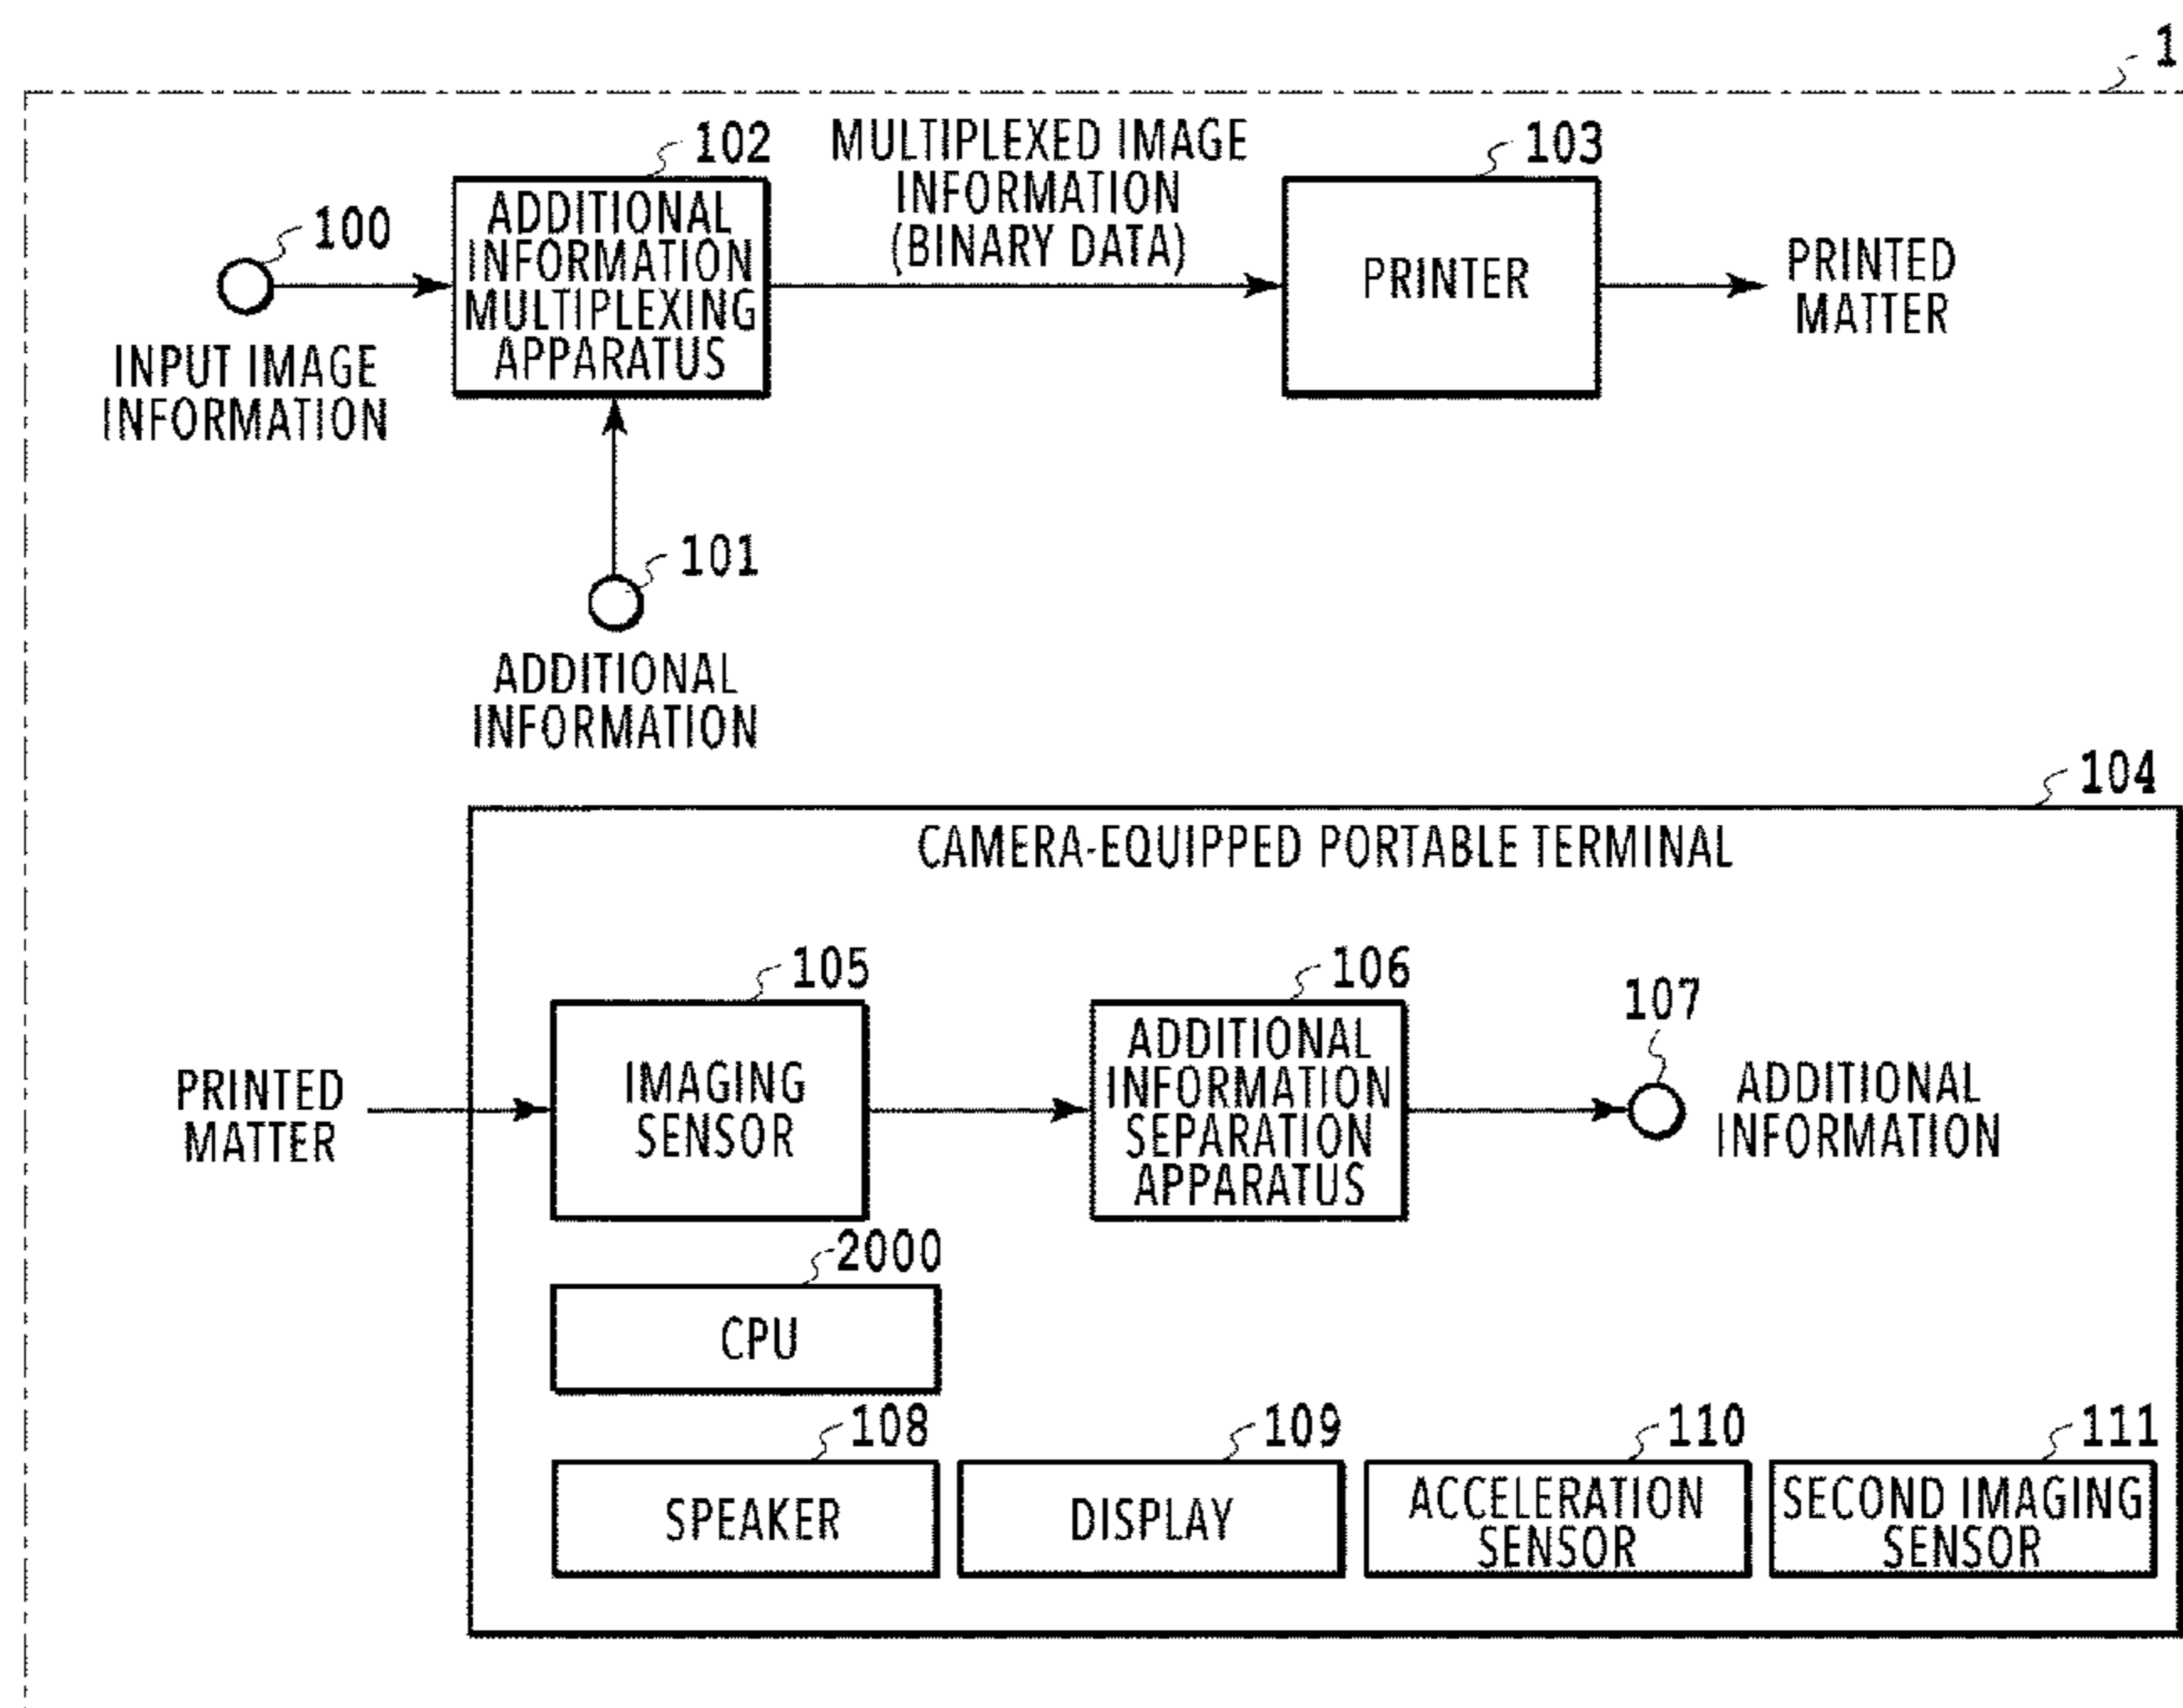 1
102
MULTIPLEXED IMAGE
INFORMATION
(BINARY DATA)
103
100
ADDITIONAL
INFORMATION
MULTIPLEXING
APPARATUS
PRINTER
PRINTED
MATTER
INPUT IMAGE
INFORMATION
101
ADDITIONAL
INFORMATION
104
CAMERA-EQUIPPED PORTABLE TERMINAL
105
106
107
PRINTED
MATTER
IMAGING
SENSOR
ADDITIONAL
INFORMATION
SEPARATION
APPARATUS
ADDITIONAL
INFORMATION
2000
CPU
108
109
110
111
SPEAKER
DISPLAY
ACCELERATION
SENSOR
SECOND IMAGING
SENSOR